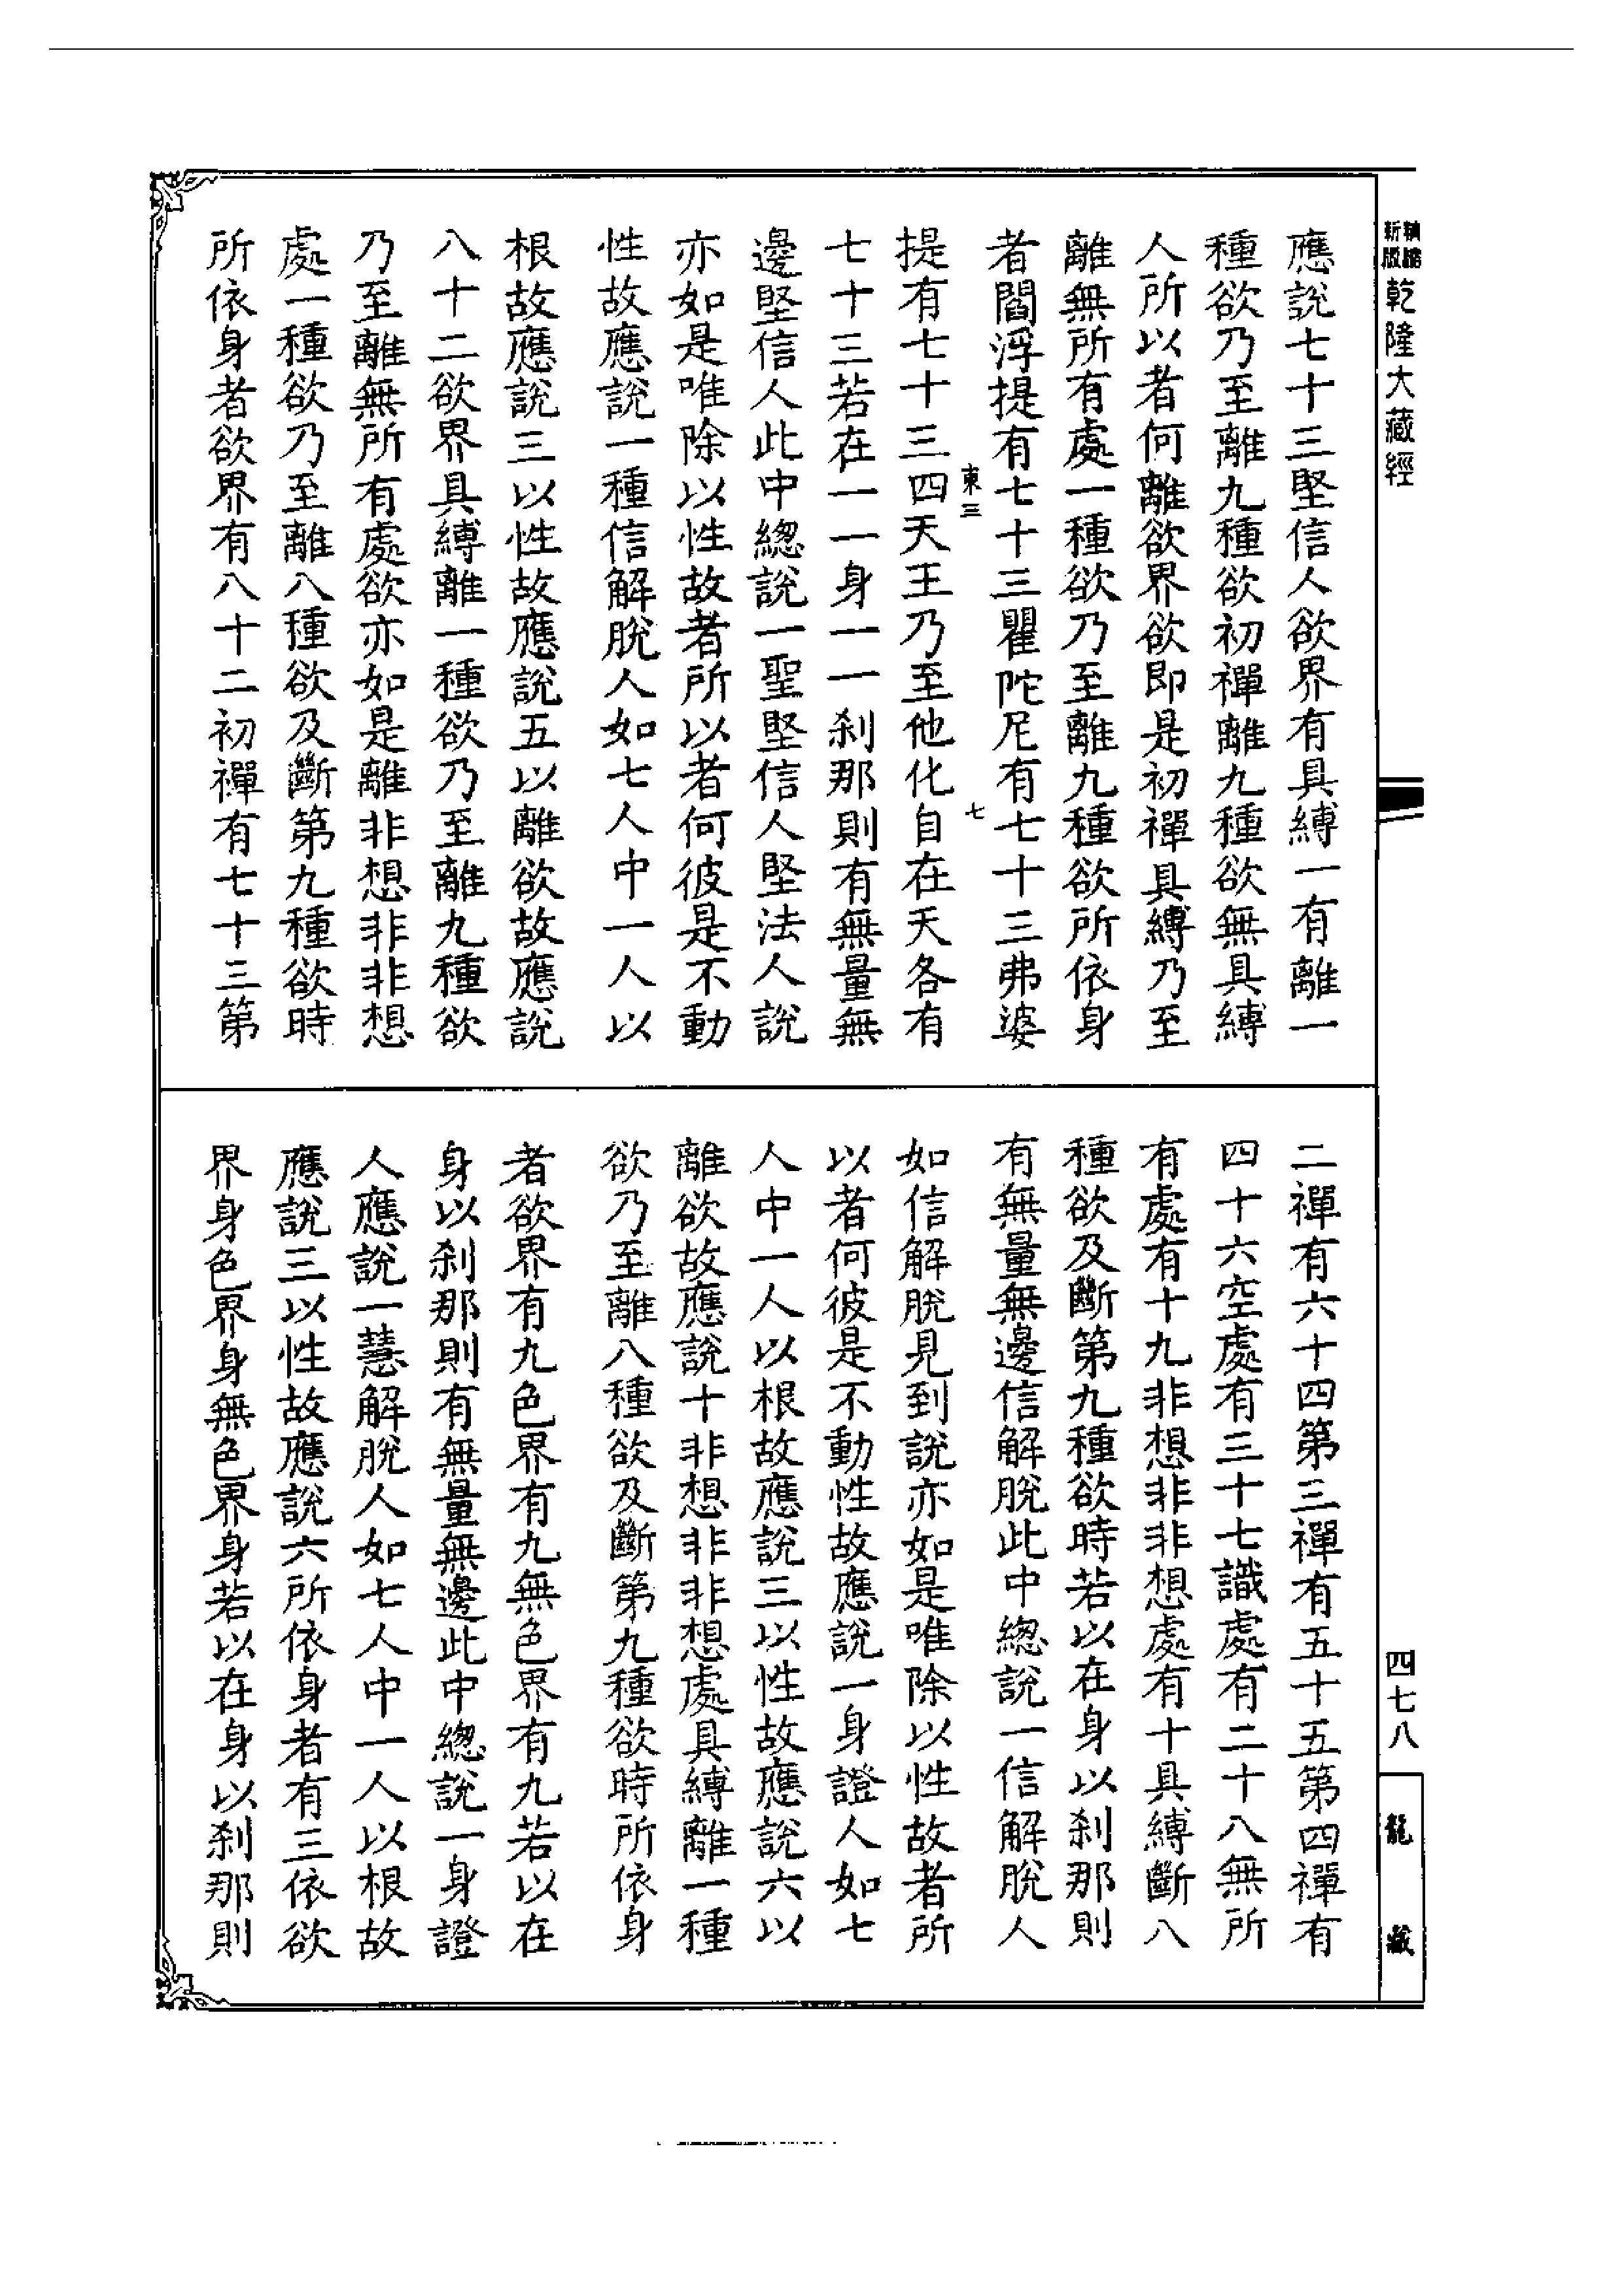 新版
乾隆大藏經
四七八
龍藏
應說七十三堅信人欲界有具縛一有離一
種欲乃至離九種欲初禪離九種欲無具縛
人所以者何離欲界欲即是初禪具縛乃至
離無所有處一種欲乃至離九種欲所依身
者閻浮提有七十三瞿陀尼有七十三弗婆
東三 七
提有七十三四天王乃至他化自在天各有
七十三若在一一身一一剎那則有無量無
邊堅信人此中總說一聖堅信人堅法人說
亦如是唯除以性故者所以者何彼是不動
性故應說一種信解脫人如七人中一人以
根故應說三以性故應說五以離欲故應說
八十二欲界具縛離一種欲乃至離九種欲
乃至離無所有處欲亦如是離非想非非想
處一種欲乃至離八種欲及斷第九種欲時
所依身者欲界有八十二初禪有七十三第
二禪有六十四第三禪有五十五第四禪有
四十六空處有三十七識處有二十八無所
有處有十九非想非非想處有十具縛斷八
種欲及斷第九種欲時若以在身以剎那則
有無量無邊信解脫此中總說一信解脫人
如信解脫見到說亦如是唯除以性故者所
以者何彼是不動性故應說一身證人如七
人中一人以根故應說三以性故應說六以
離欲故應說十非想非非想處具縛離一種
欲乃至離八種欲及斷第九種欲時所依身
者欲界有九色界有九無色界有九若以在
身以剎那則有無量無邊此中總說一身證
人應說一慧解脫人如七人中一人以根故
應說三以性故應說六所依身者有三依欲
界身色界身無色界身若以在身以剎那則